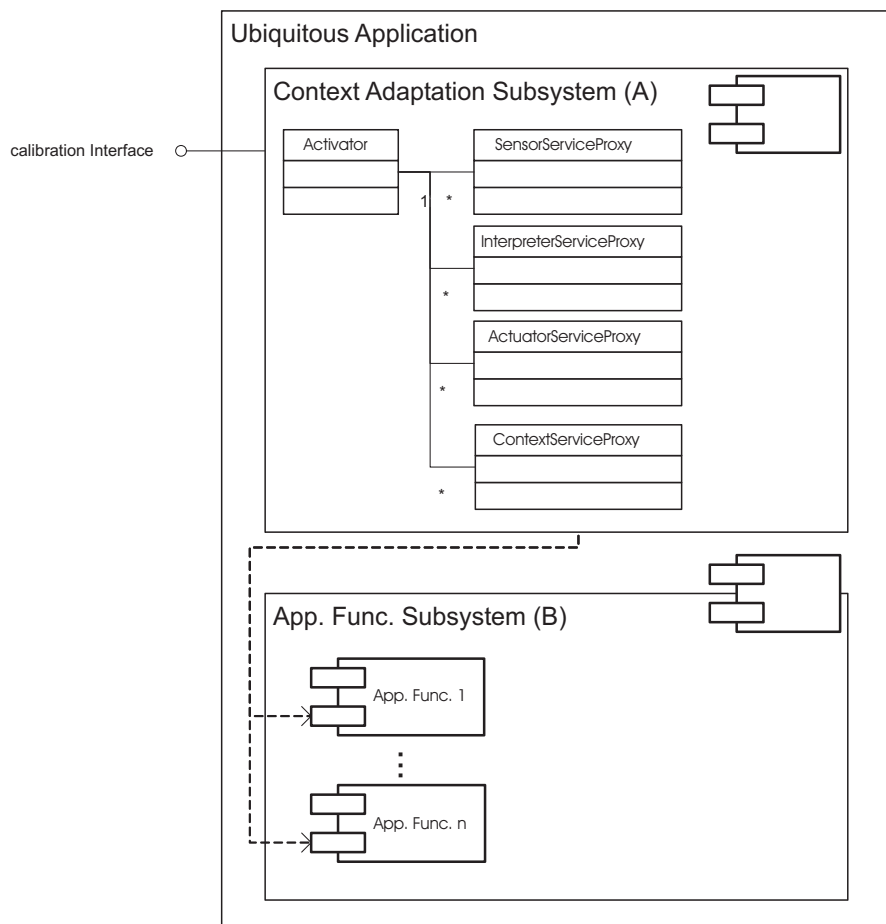 Ubiquitous Application
Context Adaptation Subsystem (A)
calibration Interface
Activator
SensorServiceProxy
1
*
InterpreterServiceProxy
*
ActuatorServiceProxy
*
ContextServiceProxy
*
App. Func. Subsystem (B)
App. Func. 1
⋮
App. Func. n